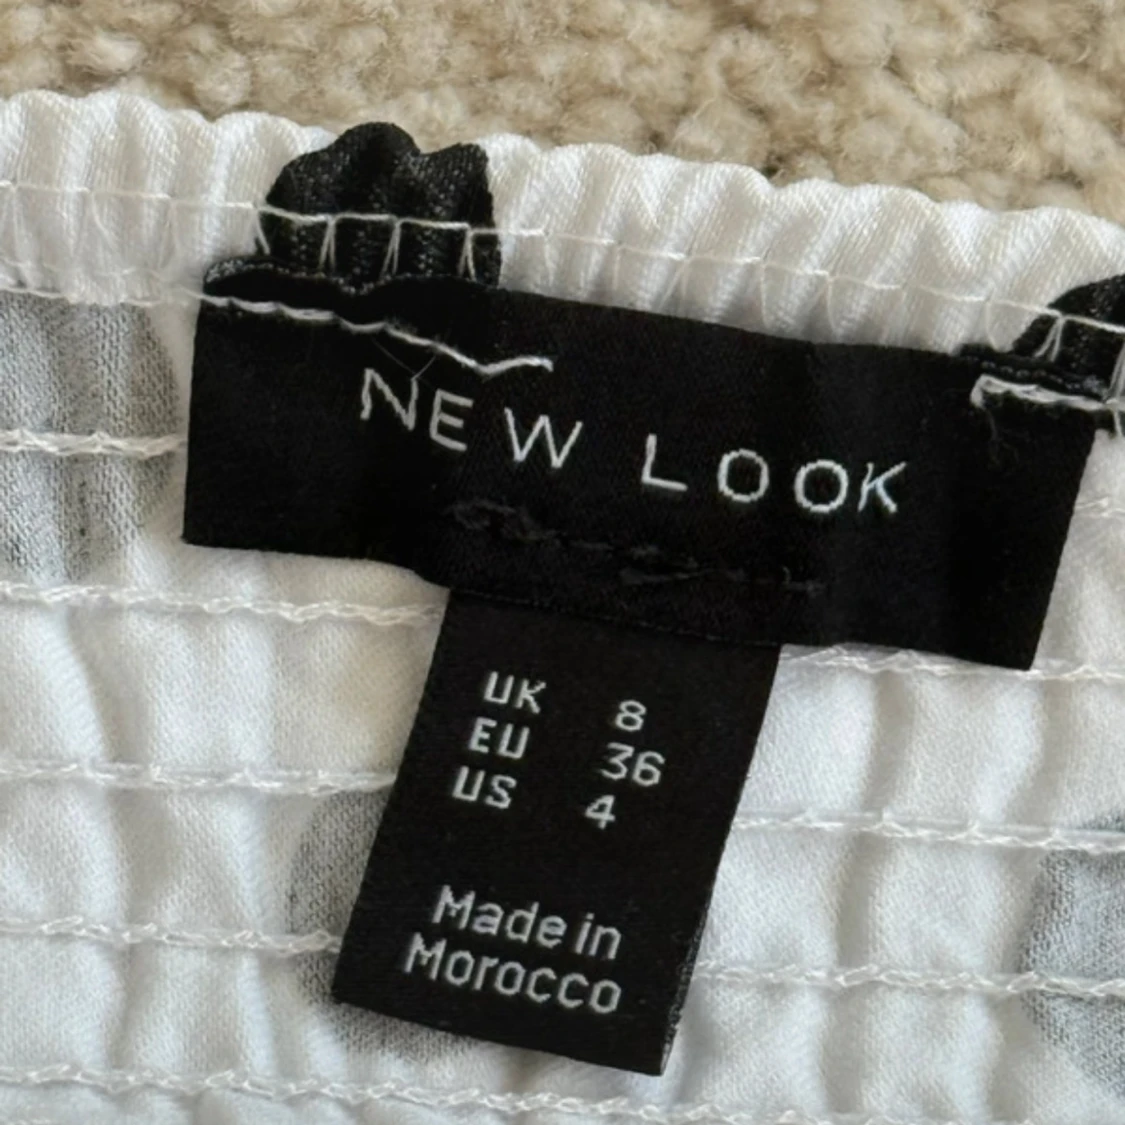 NEW LOOK
UK 8
EU 36
US 4
Made in
Morocco